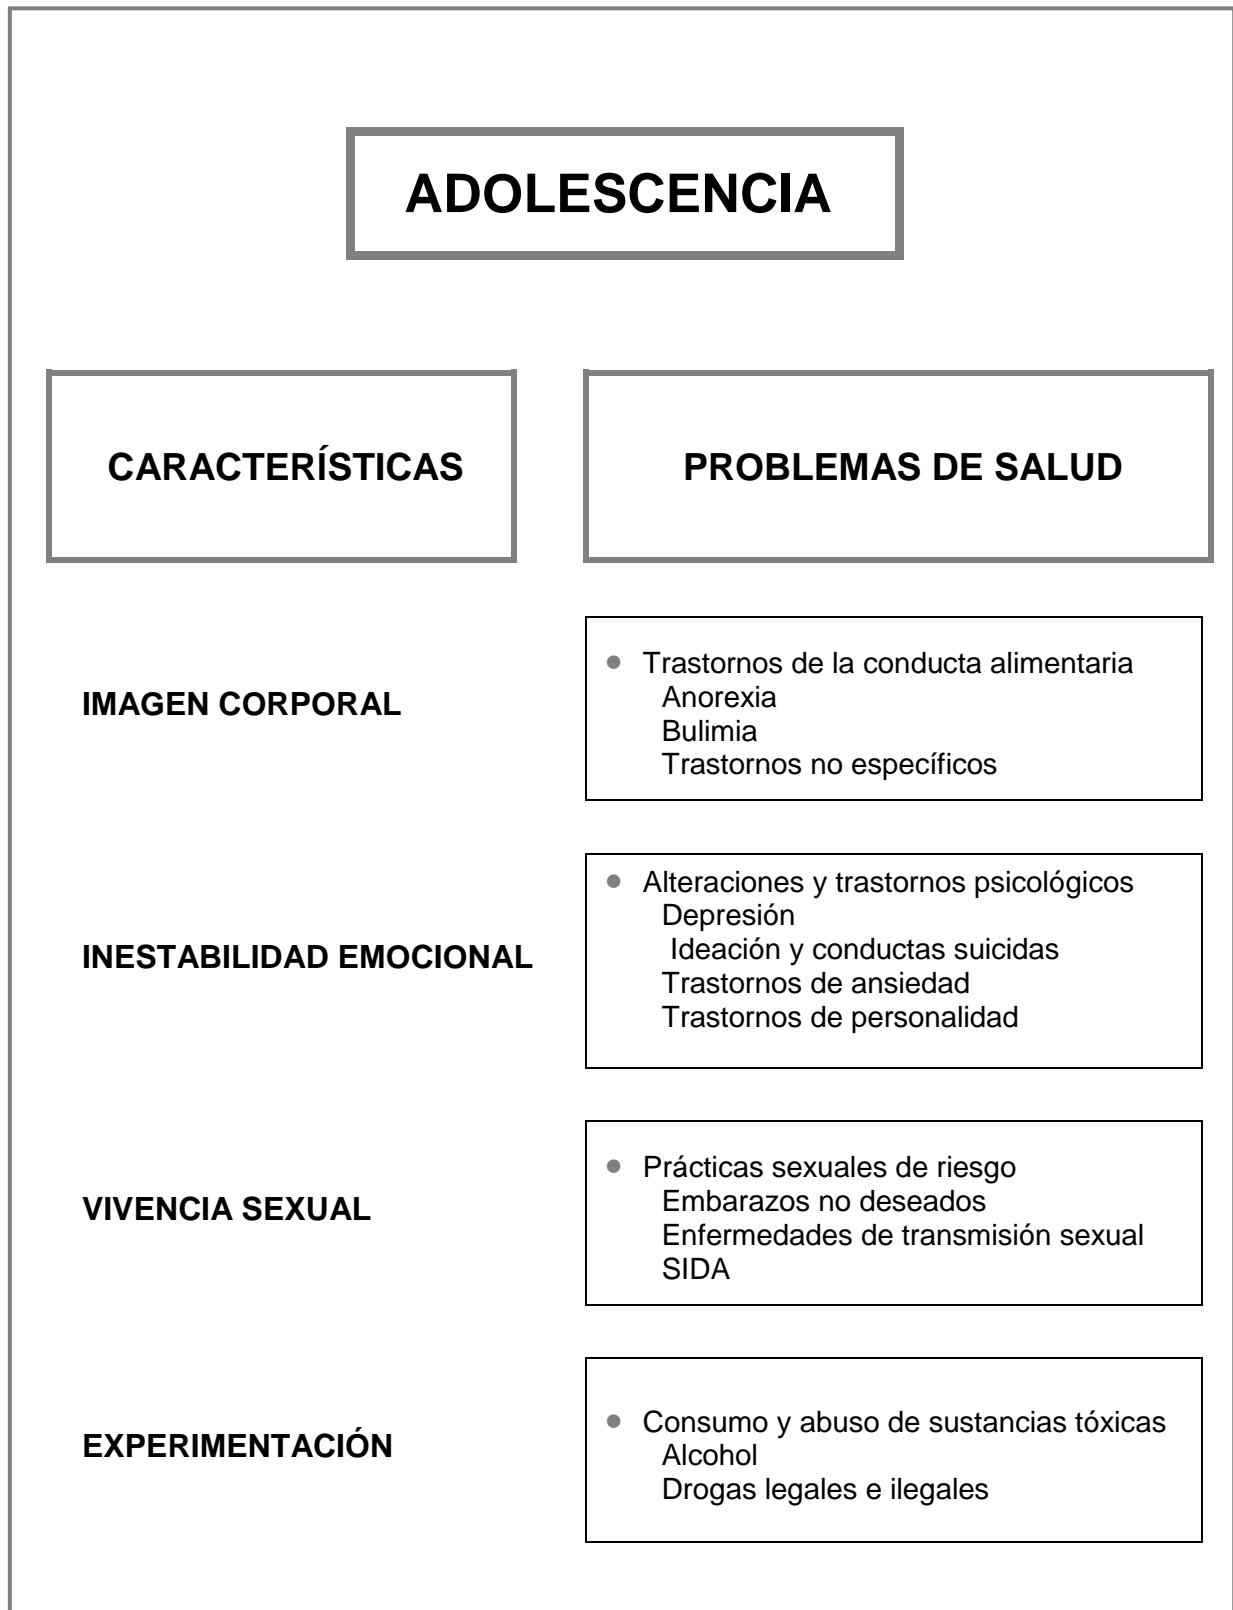 ADOLESCENCIA
CARACTERÍSTICAS
PROBLEMAS DE SALUD
IMAGEN CORPORAL
• Trastornos de la conducta alimentaria
Anorexia
Bulimia
Trastornos no específicos
INESTABILIDAD EMOCIONAL
• Alteraciones y trastornos psicológicos
Depresión
Ideación y conductas suicidas
Trastornos de ansiedad
Trastornos de personalidad
VIVENCIA SEXUAL
• Prácticas sexuales de riesgo
Embarazos no deseados
Enfermedades de transmisión sexual
SIDA
EXPERIMENTACIÓN
• Consumo y abuso de sustancias tóxicas
Alcohol
Drogas legales e ilegales